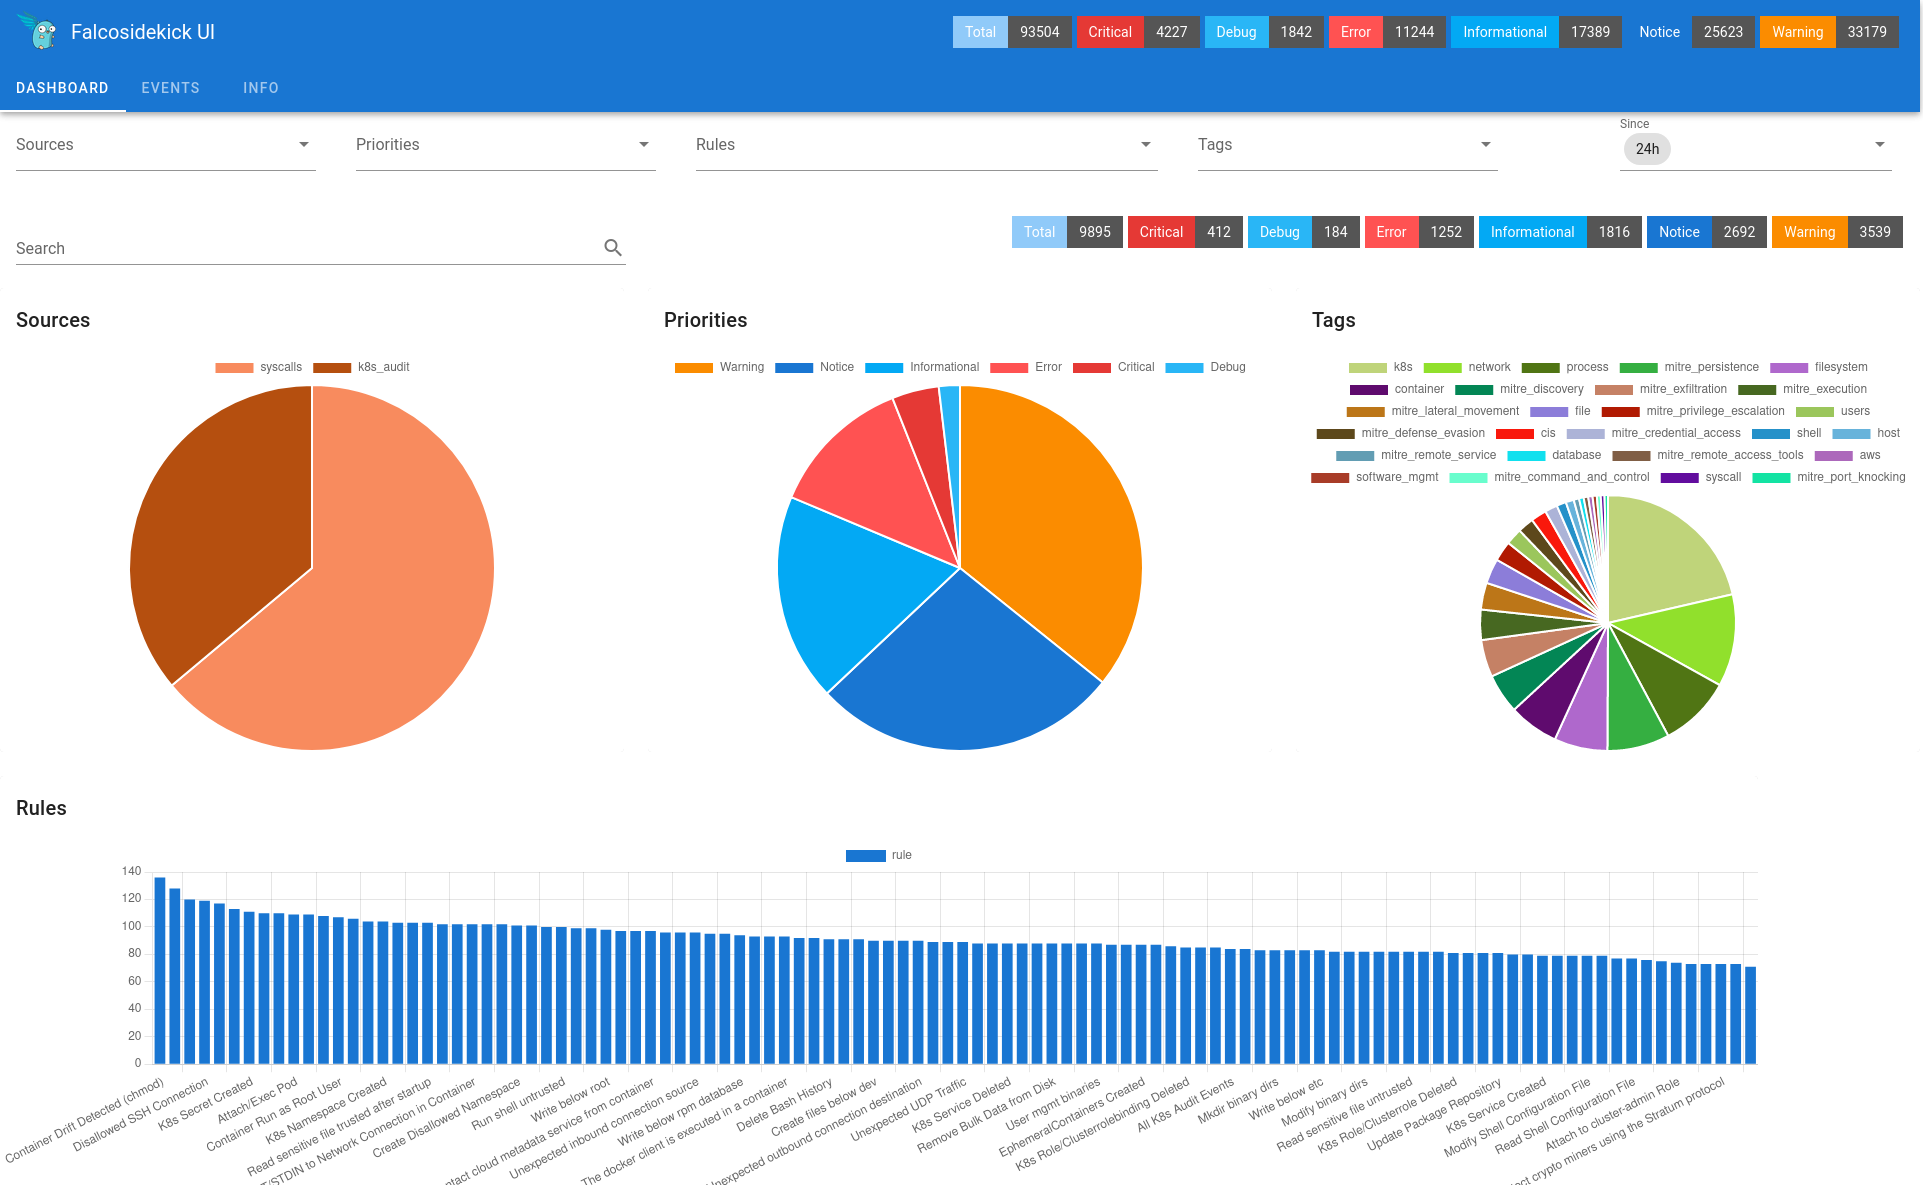 Falcosidekick UI
Total 93504 Critical 4227 Debug 1842 Error 11244 Informational 17389 Notice 25623 Warning 33179
DASHBOARD EVENTS INFO
Since
Sources Priorities Rules Tags 24h
Search
Total 9895 Critical 412 Debug 184 Error 1252 Informational 1816 Notice 2692 Warning 3539
Sources
syscalls k8s_audit
Priorities
Warning Notice Informational Error Critical Debug
Tags
k8s network process mitre_persistence filesystem
container mitre_discovery mitre_exfiltration mitre_execution
mitre_lateral_movement file mitre_privilege_escalation users
mitre_defense_evasion cis mitre_credential_access shell host
mitre_remote_service database mitre_remote_access_tools aws
software_mgmt mitre_command_and_control syscall mitre_port_knocking
Rules
rule
140
120
100
80
60
40
20
0
Container Drift Detected (chmod)
Disallowed SSH Connection
K8s Secret Created
Attach/Exec Pod
Container Run as Root User
K8s Namespace Created
Read sensitive file trusted after startup
T/STDIN to Network Connection in Container
Create Disallowed Namespace
Run shell untrusted
Write below root
cloud metadata service from container
Unexpected inbound connection source
Write below rpm database
The docker client is executed in a container
Delete Bash History
Create files below dev
Unexpected outbound connection destination
Unexpected UDP Traffic
K8s Service Deleted
Remove Bulk Data from Disk
User mgmt binaries
EphemeralContainers Created
K8s Role/Clusterrolebinding Deleted
All K8s Audit Events
Mkdir binary dirs
Write below etc
Modify binary dirs
Read sensitive file untrusted
K8s Role/Clusterrole Deleted
Update Package Repository
K8s Service Created
Modify Shell Configuration File
Read Shell Configuration File
Attach to cluster-admin Role
crypto miners using the Stratum protocol